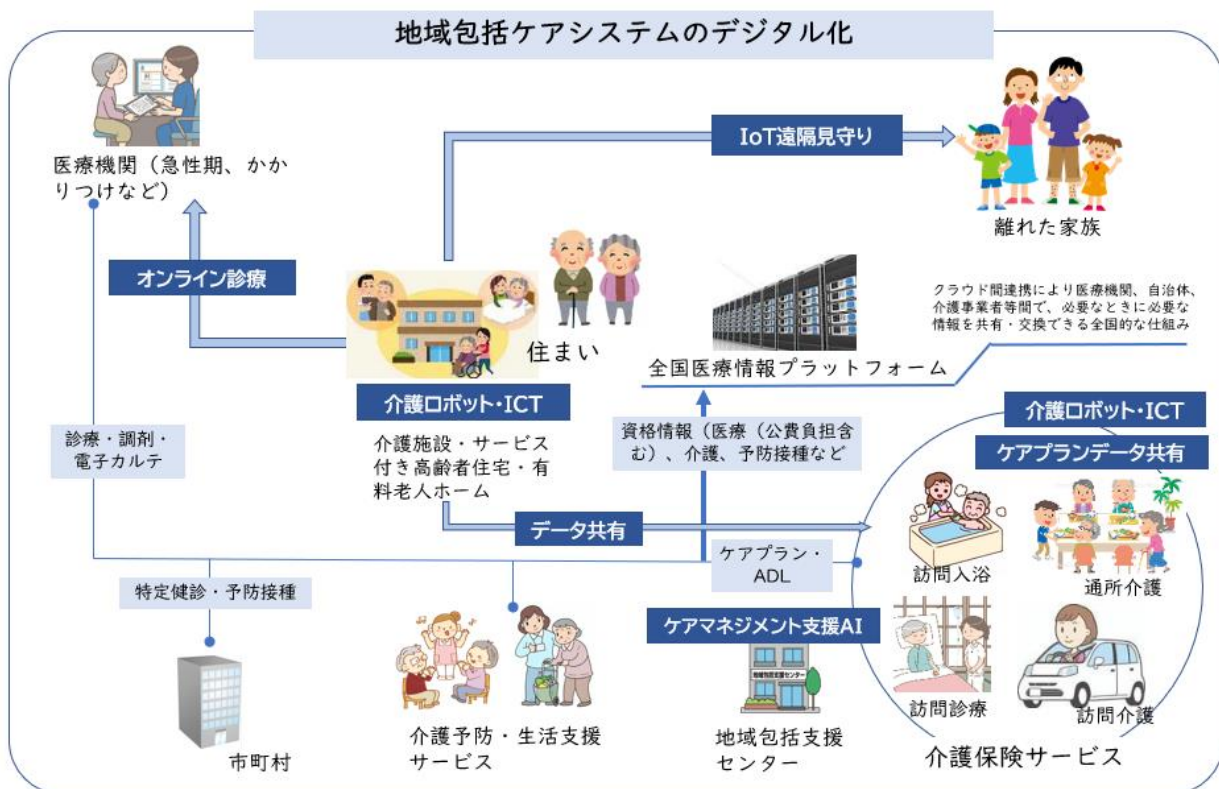 地域包括ケアシステムのデジタル化
医療機関（急性期、かか
りつけなど）
IoT遠隔見守り
離れた家族
オンライン診療
住まい
クラウド間連携により医療機関、自治体、
介護事業者等間で、必要なときに必要な
情報を共有・交換できる全国的な仕組み
全国医療情報プラットフォーム
介護ロボット・ICT
介護施設・サービス
付き高齢者住宅・有
料老人ホーム
診療・調剤・
電子カルテ
資格情報（医療（公費負担含
む）、介護、予防接種など
介護ロボット・ICT
ケアプランデータ共有
データ共有
訪問入浴
通所介護
ケアプラン・
ADL
特定健診・予防接種
ケアマネジメント支援AI
地域包括支援センター
訪問診療
訪問介護
市町村
介護予防・生活支援
サービス
地域包括支援
センター
介護保険サービス